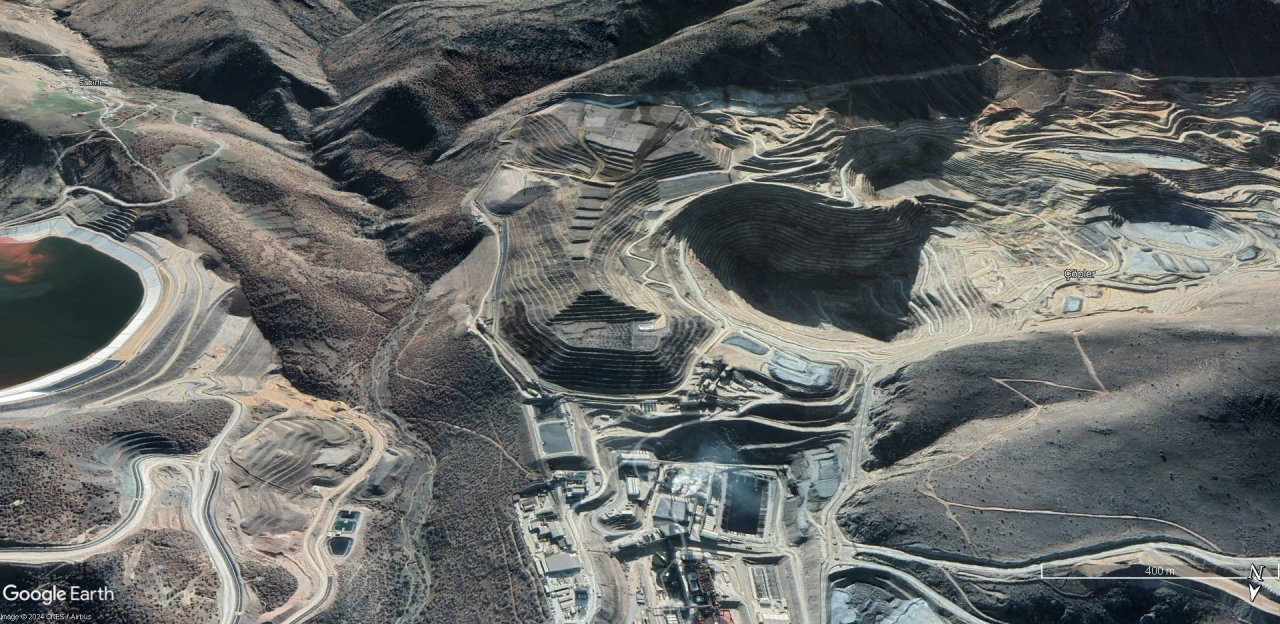 Çöpler
400 m
N
Google Earth
Image © 2024 CNES / Airbus